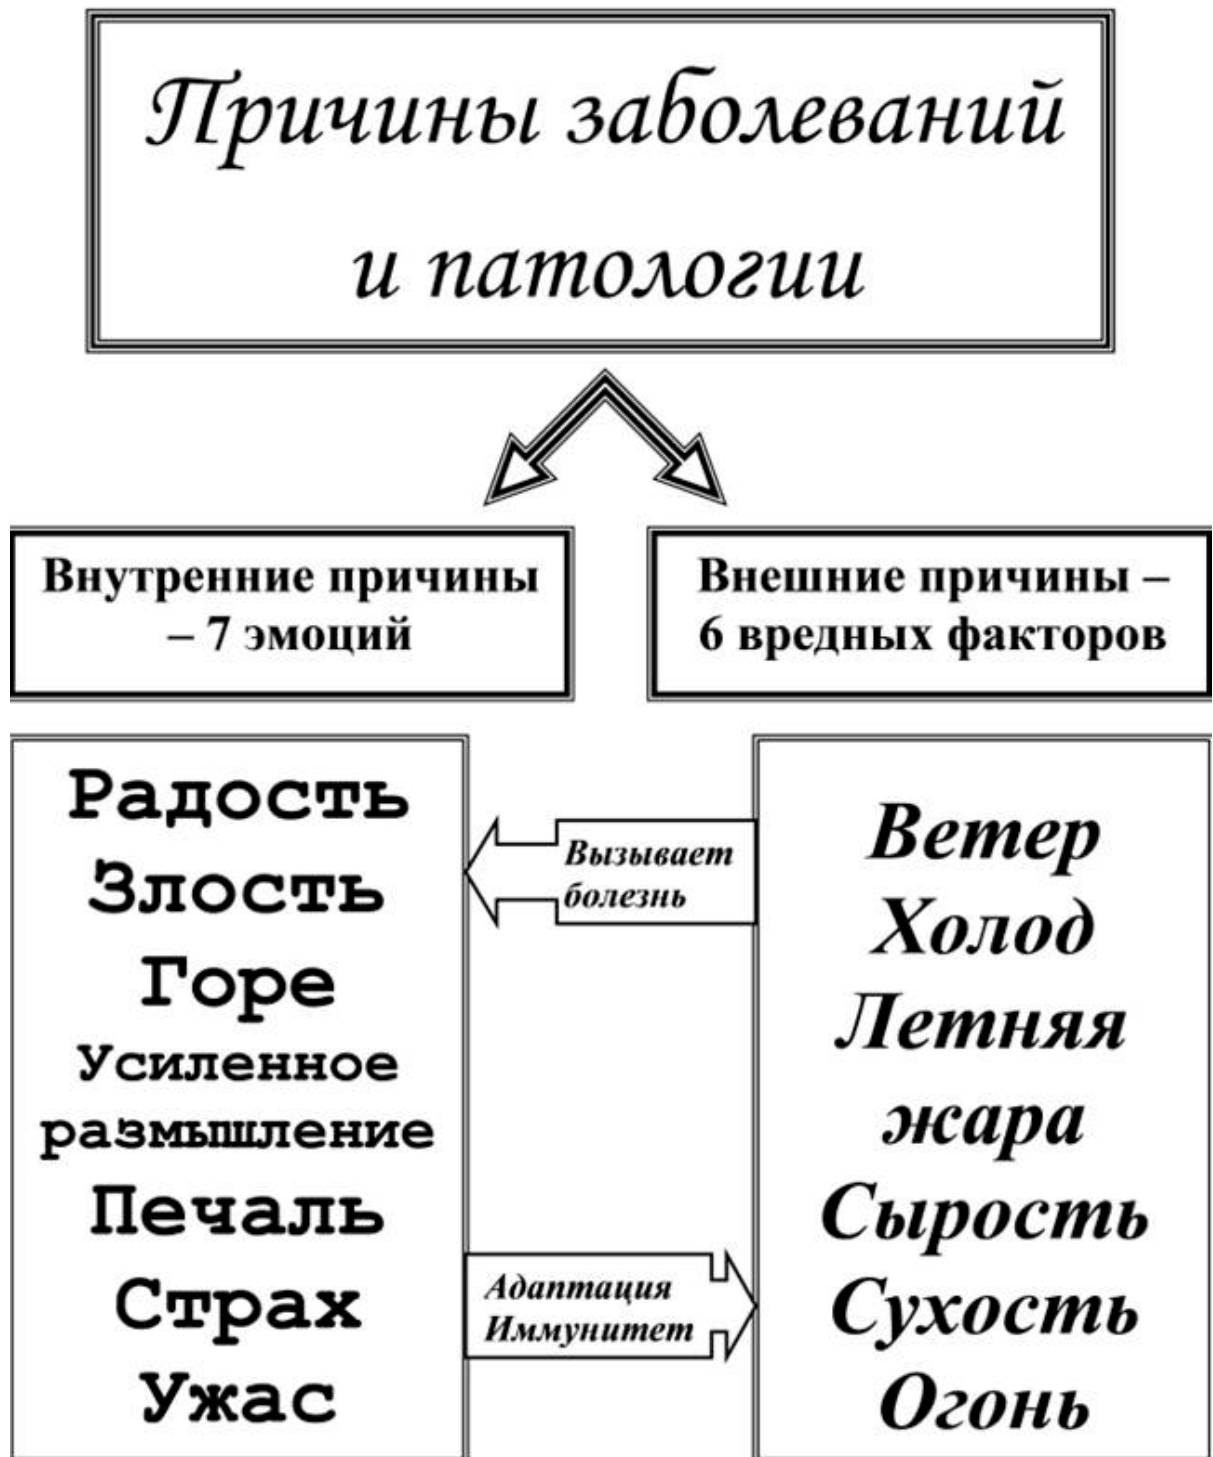 Причины заболеваний
и патологии
Внутренние причины
– 7 эмоций
Внешние причины –
6 вредных факторов
Радость
Злость
Горе
Усиленное
размышление
Печаль
Страх
Ужас
Вызывает
болезнь
Адаптация
Иммунитет
Ветер
Холод
Летняя
жара
Сырость
Сухость
Огонь